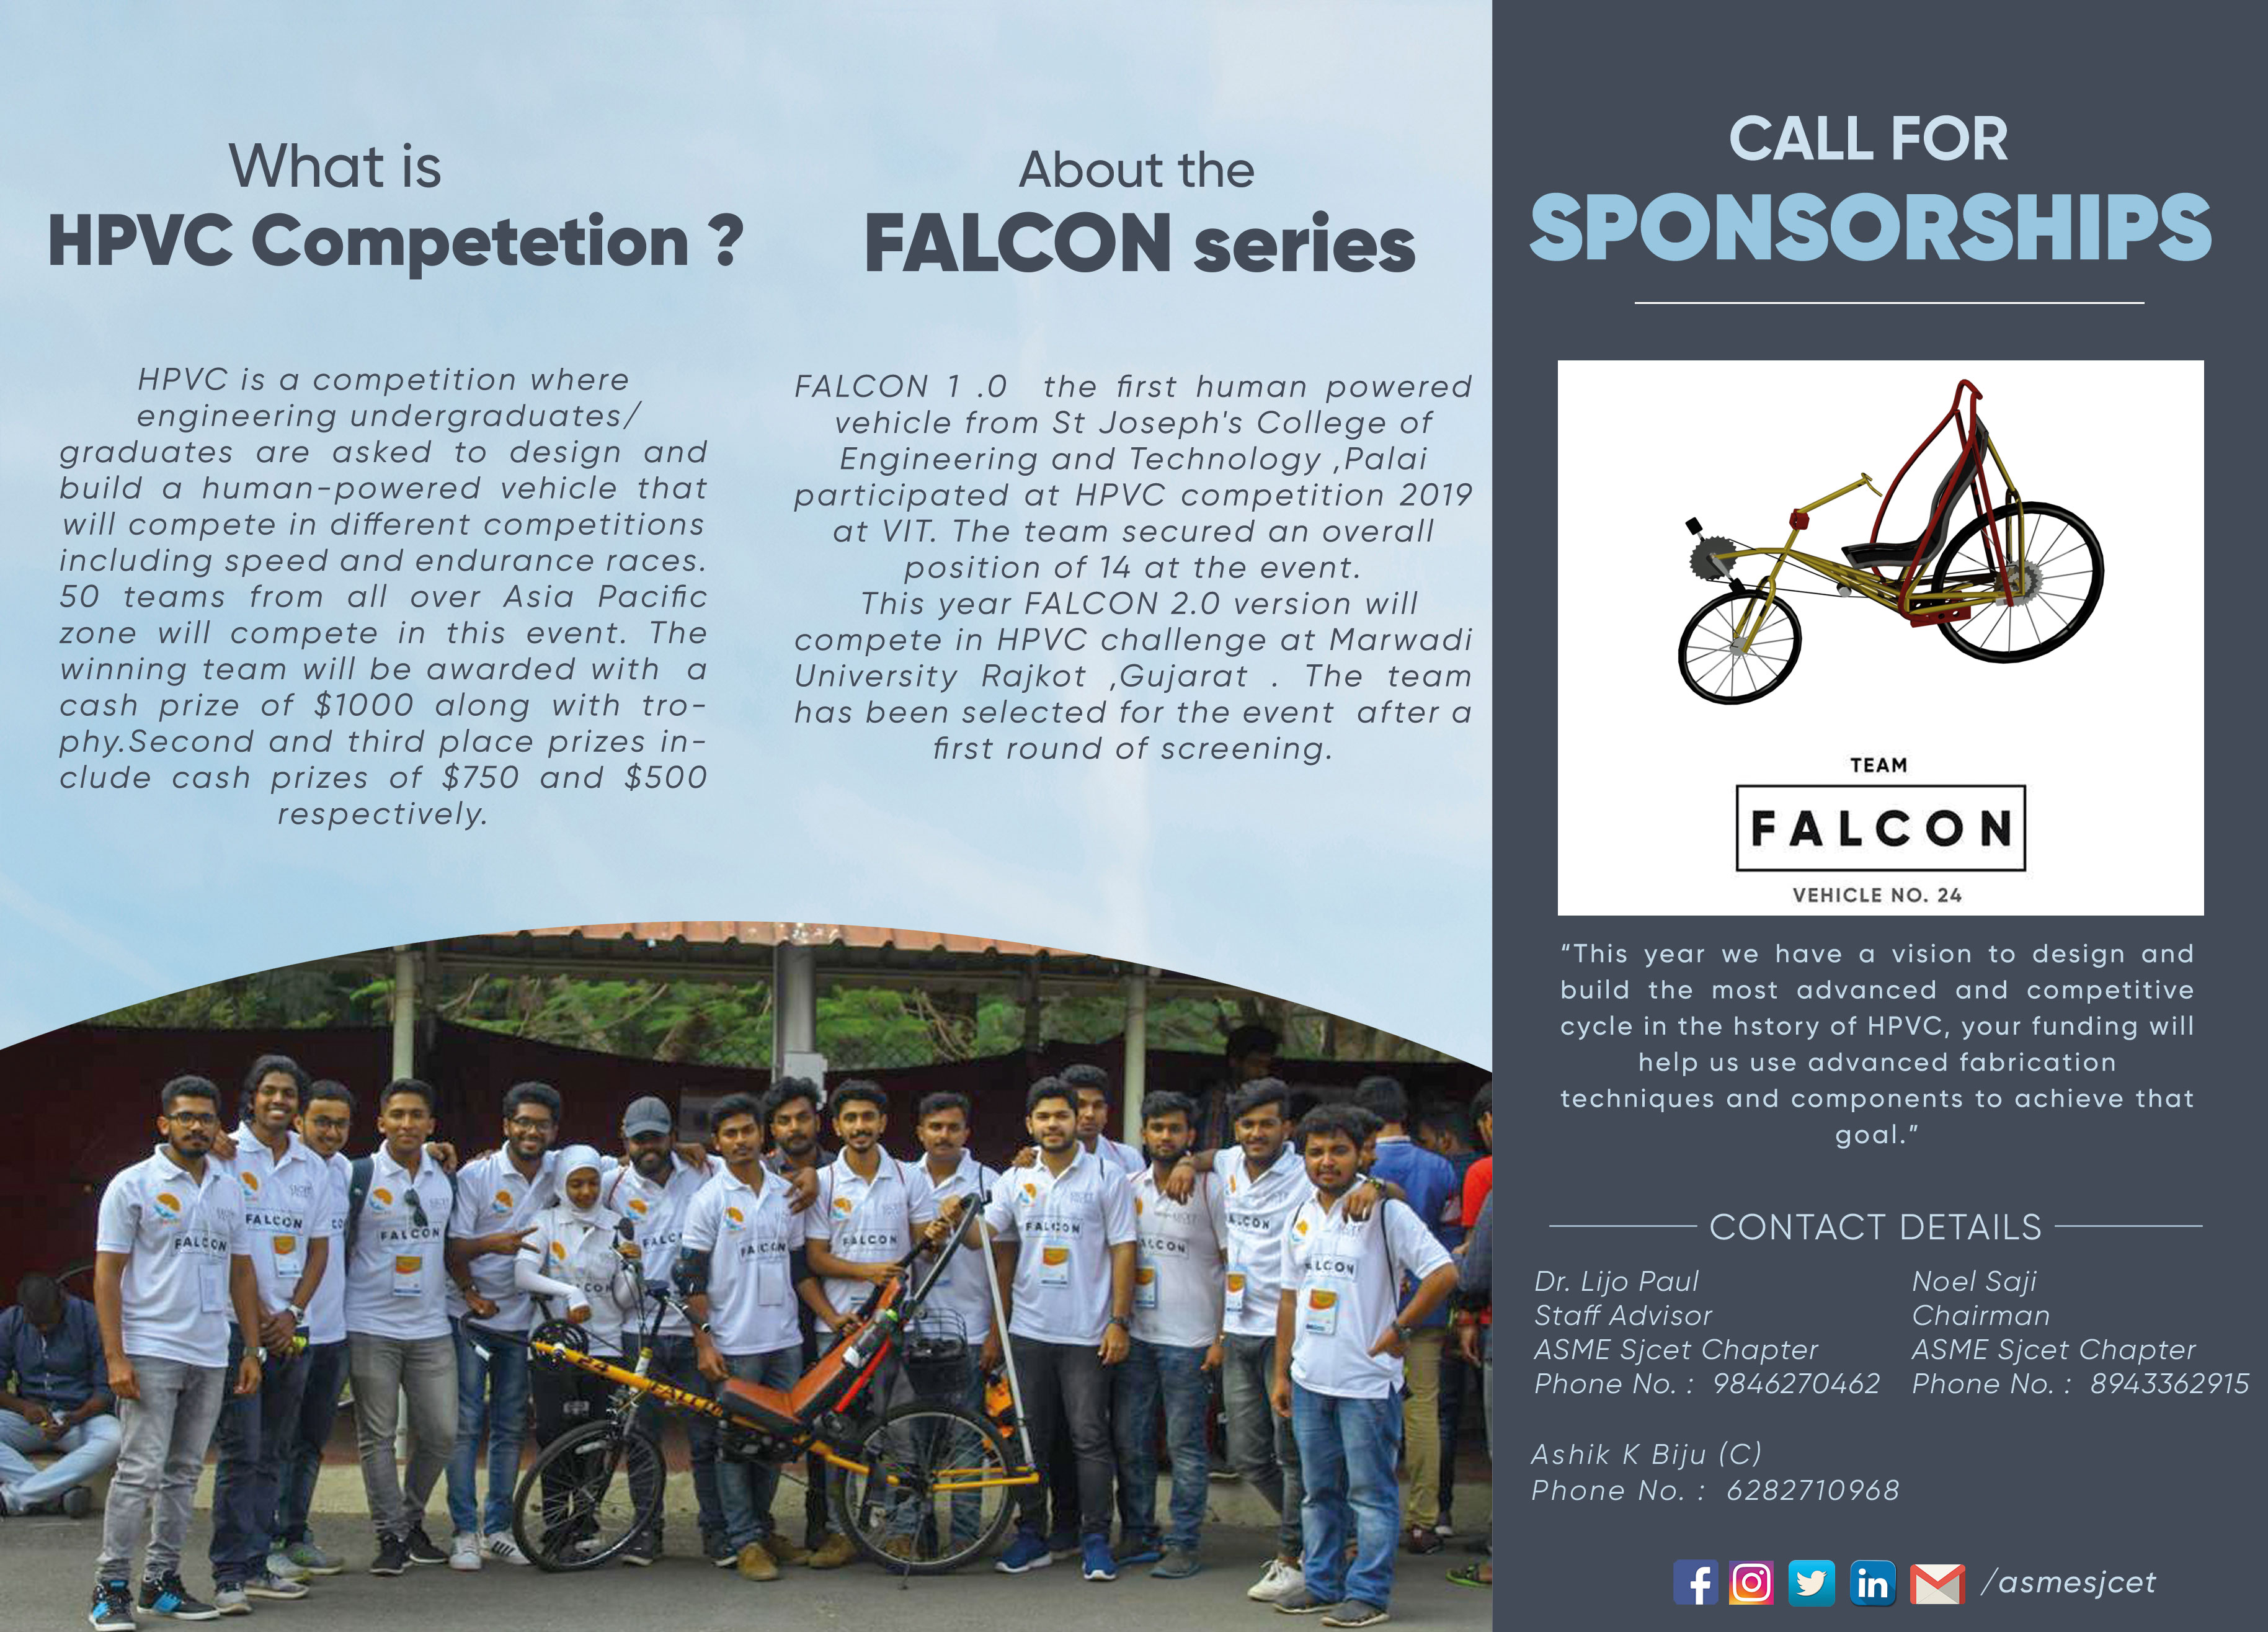 What is
HPVC Competetion ?
HPVC is a competition where
engineering undergraduates/
graduates are asked to design and
build a human-powered vehicle that
will compete in different competitions
including speed and endurance races.
50 teams from all over Asia Pacific
zone will compete in this event. The
winning team will be awarded with a
cash prize of $1000 along with tro-
phy.Second and third place prizes in-
clude cash prizes of $750 and $500
respectively.
About the
FALCON series
FALCON 1 .0 the first human powered
vehicle from St Joseph's College of
Engineering and Technology ,Palai
participated at HPVC competition 2019
at VIT. The team secured an overall
position of 14 at the event.
This year FALCON 2.0 version will
compete in HPVC challenge at Marwadi
University Rajkot ,Gujarat . The team
has been selected for the event after a
first round of screening.
FALCON
FALCON
CO
FALCON
FALC
CON
FALCON
FALCON
FALCON
ALCON
ALCON
ALCON
24
FALC
CALL FOR
SPONSORSHIPS
TEAM
FALCON
VEHICLE NO. 24
“This year we have a vision to design and
build the most advanced and competitive
cycle in the hstory of HPVC, your funding will
help us use advanced fabrication
techniques and components to achieve that
goal.”
CONTACT DETAILS
Dr. Lijo Paul
Staff Advisor
ASME Sjcet Chapter
Phone No. : 9846270462
Noel Saji
Chairman
ASME Sjcet Chapter
Phone No. : 8943362915
Ashik K Biju (C)
Phone No. : 6282710968
/asmesjcet